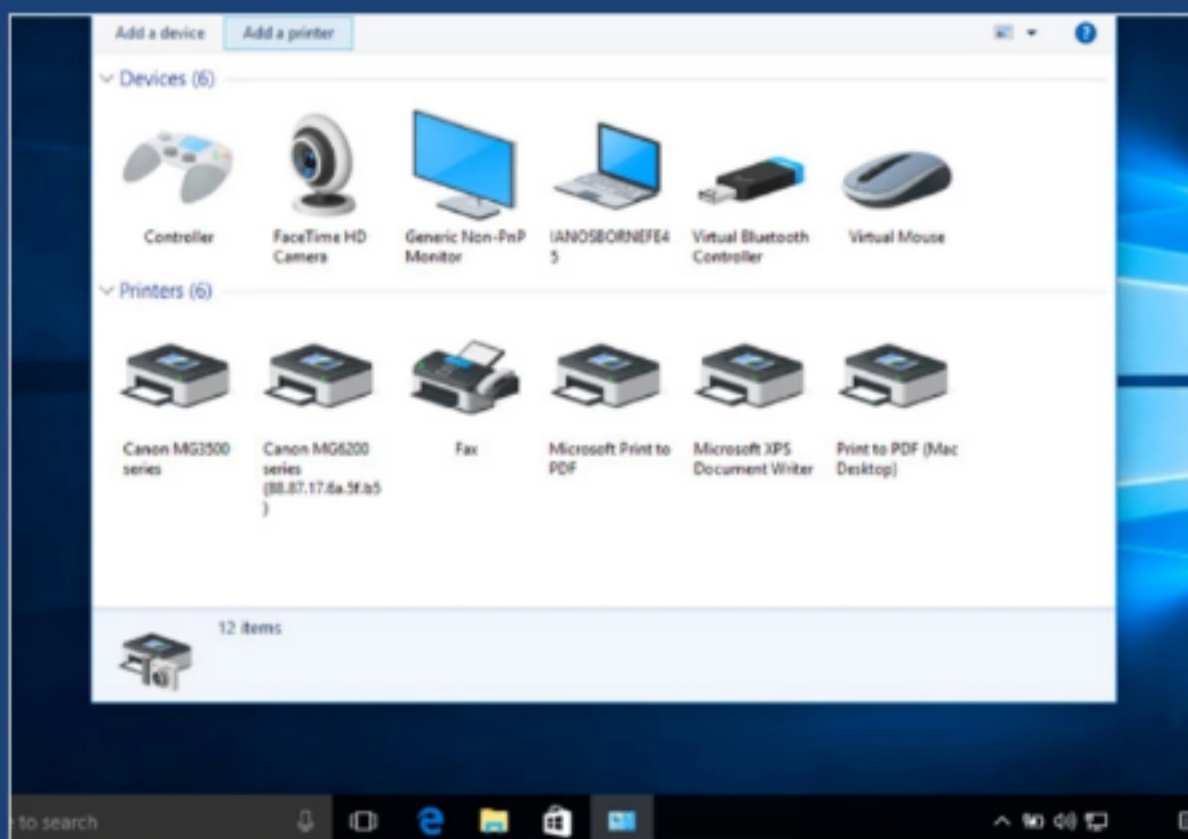 Add a device Add a printer
Devices (6)
Controller
FaceTime HD
Camera
Generic Non-PnP
Monitor
IANOSBORNEFE4
5
Virtual Bluetooth
Controller
Virtual Mouse
Printers (6)
Canon MG3500
series
Canon MG6200
series
(88.87.17.6a.5f.b5
)
Fax
Microsoft Print to
PDF
Microsoft XPS
Document Writer
Print to PDF (Mac
Desktop)
12 items
to search